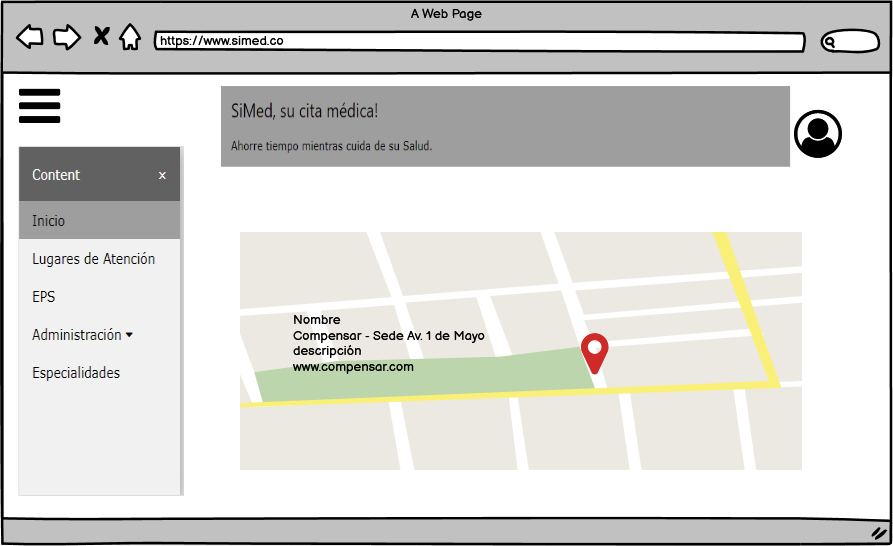 A Web Page
https://www.simed.co
SiMed, su cita médica!
Ahorre tiempo mientras cuida de su Salud.
Content x
Inicio
Lugares de Atención
EPS
Administración
Especialidades
Nombre
Compensar - Sede Av. 1 de Mayo
descripción
www.compensar.com